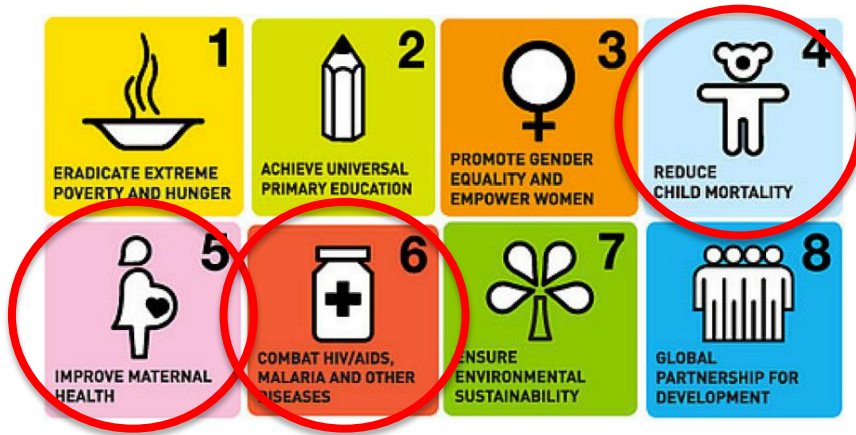 1
ERADICATE EXTREME
POVERTY AND HUNGER
2
ACHIEVE UNIVERSAL
PRIMARY EDUCATION
3
PROMOTE GENDER
EQUALITY AND
EMPOWER WOMEN
4
REDUCE
CHILD MORTALITY
5
IMPROVE MATERNAL
HEALTH
6
COMBAT HIV/AIDS,
MALARIA AND OTHER
DISEASES
7
ENSURE
ENVIRONMENTAL
SUSTAINABILITY
8
GLOBAL
PARTNERSHIP FOR
DEVELOPMENT